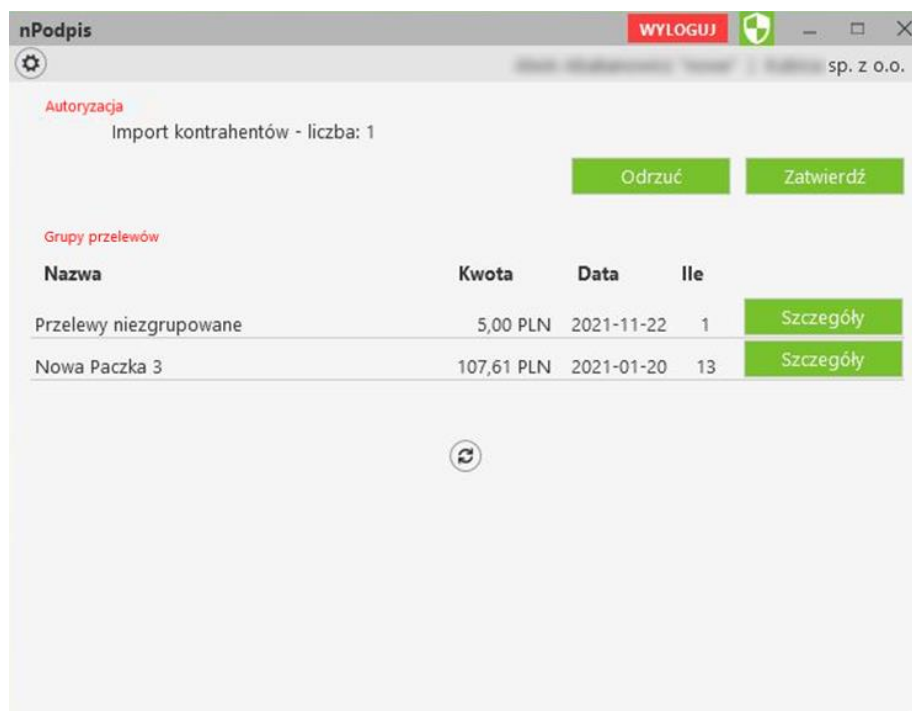 nPodpis WYLOGUJ
sp. z o.o.
Autoryzacja
Import kontrahentów - liczba: 1
Odrzuć Zatwierdź
Grupy przelewów
Nazwa Kwota Data Ile
Przelewy niezgrupowane 5,00 PLN 2021-11-22 1 Szczegóły
Nowa Paczka 3 107,61 PLN 2021-01-20 13 Szczegóły